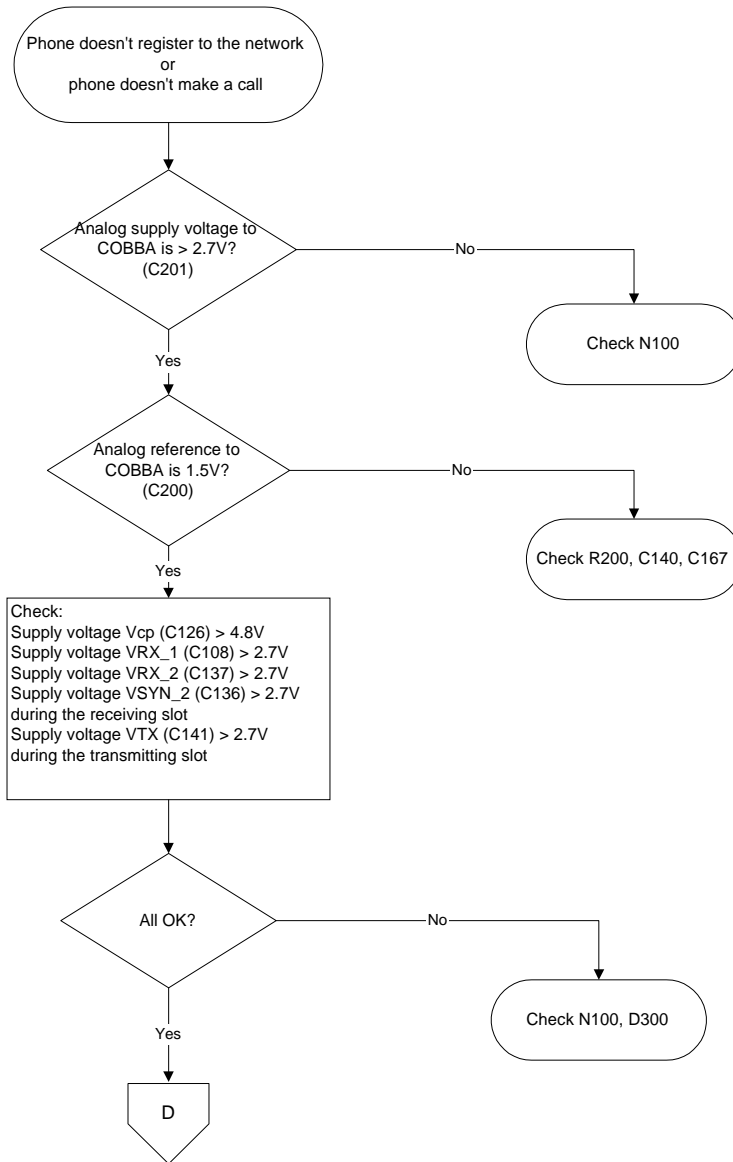 Phone doesn't register to the network
or
phone doesn't make a call
Analog supply voltage to
COBBA is > 2.7V?
(C201)
No
Check N100
Yes
Analog reference to
COBBA is 1.5V?
(C200)
No
Check R200, C140, C167
Yes
Check:
Supply voltage Vcp (C126) > 4.8V
Supply voltage VRX_1 (C108) > 2.7V
Supply voltage VRX_2 (C137) > 2.7V
Supply voltage VSYN_2 (C136) > 2.7V
during the receiving slot
Supply voltage VTX (C141) > 2.7V
during the transmitting slot
All OK?
No
Check N100, D300
Yes
D